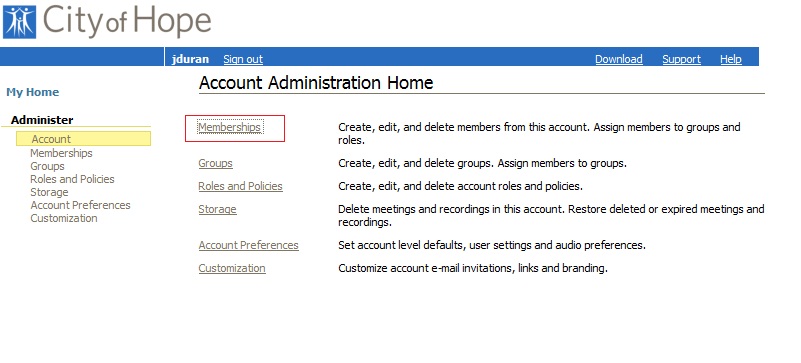 City of Hope
jduran Sign out Download Support Help
My Home
Account Administration Home
Administer
Account
Memberships
Groups
Roles and Policies
Storage
Account Preferences
Customization
Memberships Create, edit, and delete members from this account. Assign members to groups and
roles.
Groups Create, edit, and delete groups. Assign members to groups.
Roles and Policies Create, edit, and delete account roles and policies.
Storage Delete meetings and recordings in this account. Restore deleted or expired meetings and
recordings.
Account Preferences Set account level defaults, user settings and audio preferences.
Customization Customize account e-mail invitations, links and branding.